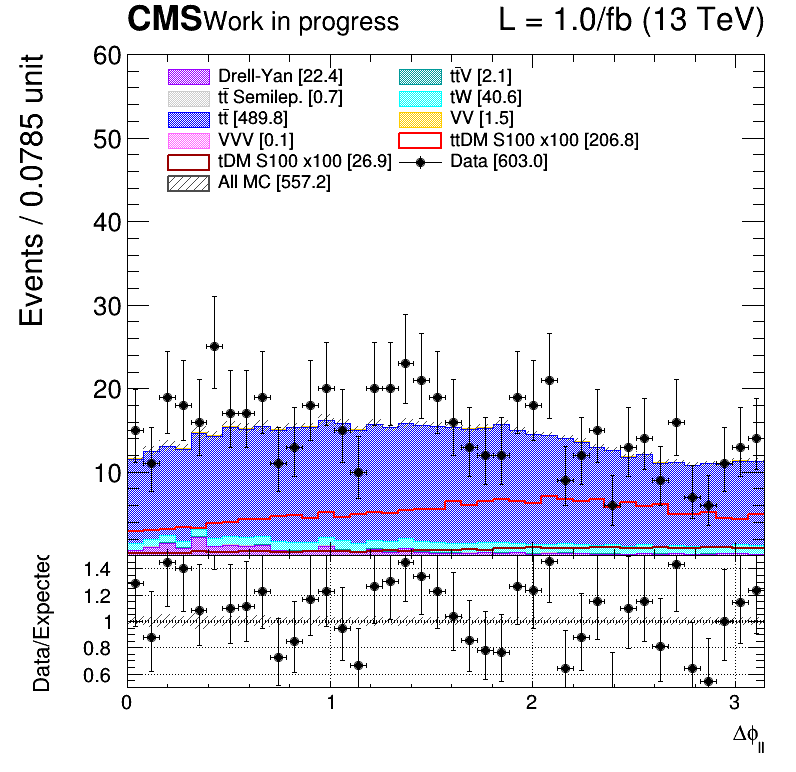 CMS Work in progress L = 1.0/fb (13 TeV)
Events / 0.0785 unit
60
50
40
30
20
10
Drell-Yan [22.4] tt̄V [2.1]
tt̄ Semilep. [0.7] tW [40.6]
tt̄ [489.8] VV [1.5]
VVV [0.1] ttDM S100 x100 [206.8]
tDM S100 x100 [26.9] Data [603.0]
All MC [557.2]
Data/Expected
1.4
1.2
1
0.8
0.6
0 1 2 3
Δϕ_ll